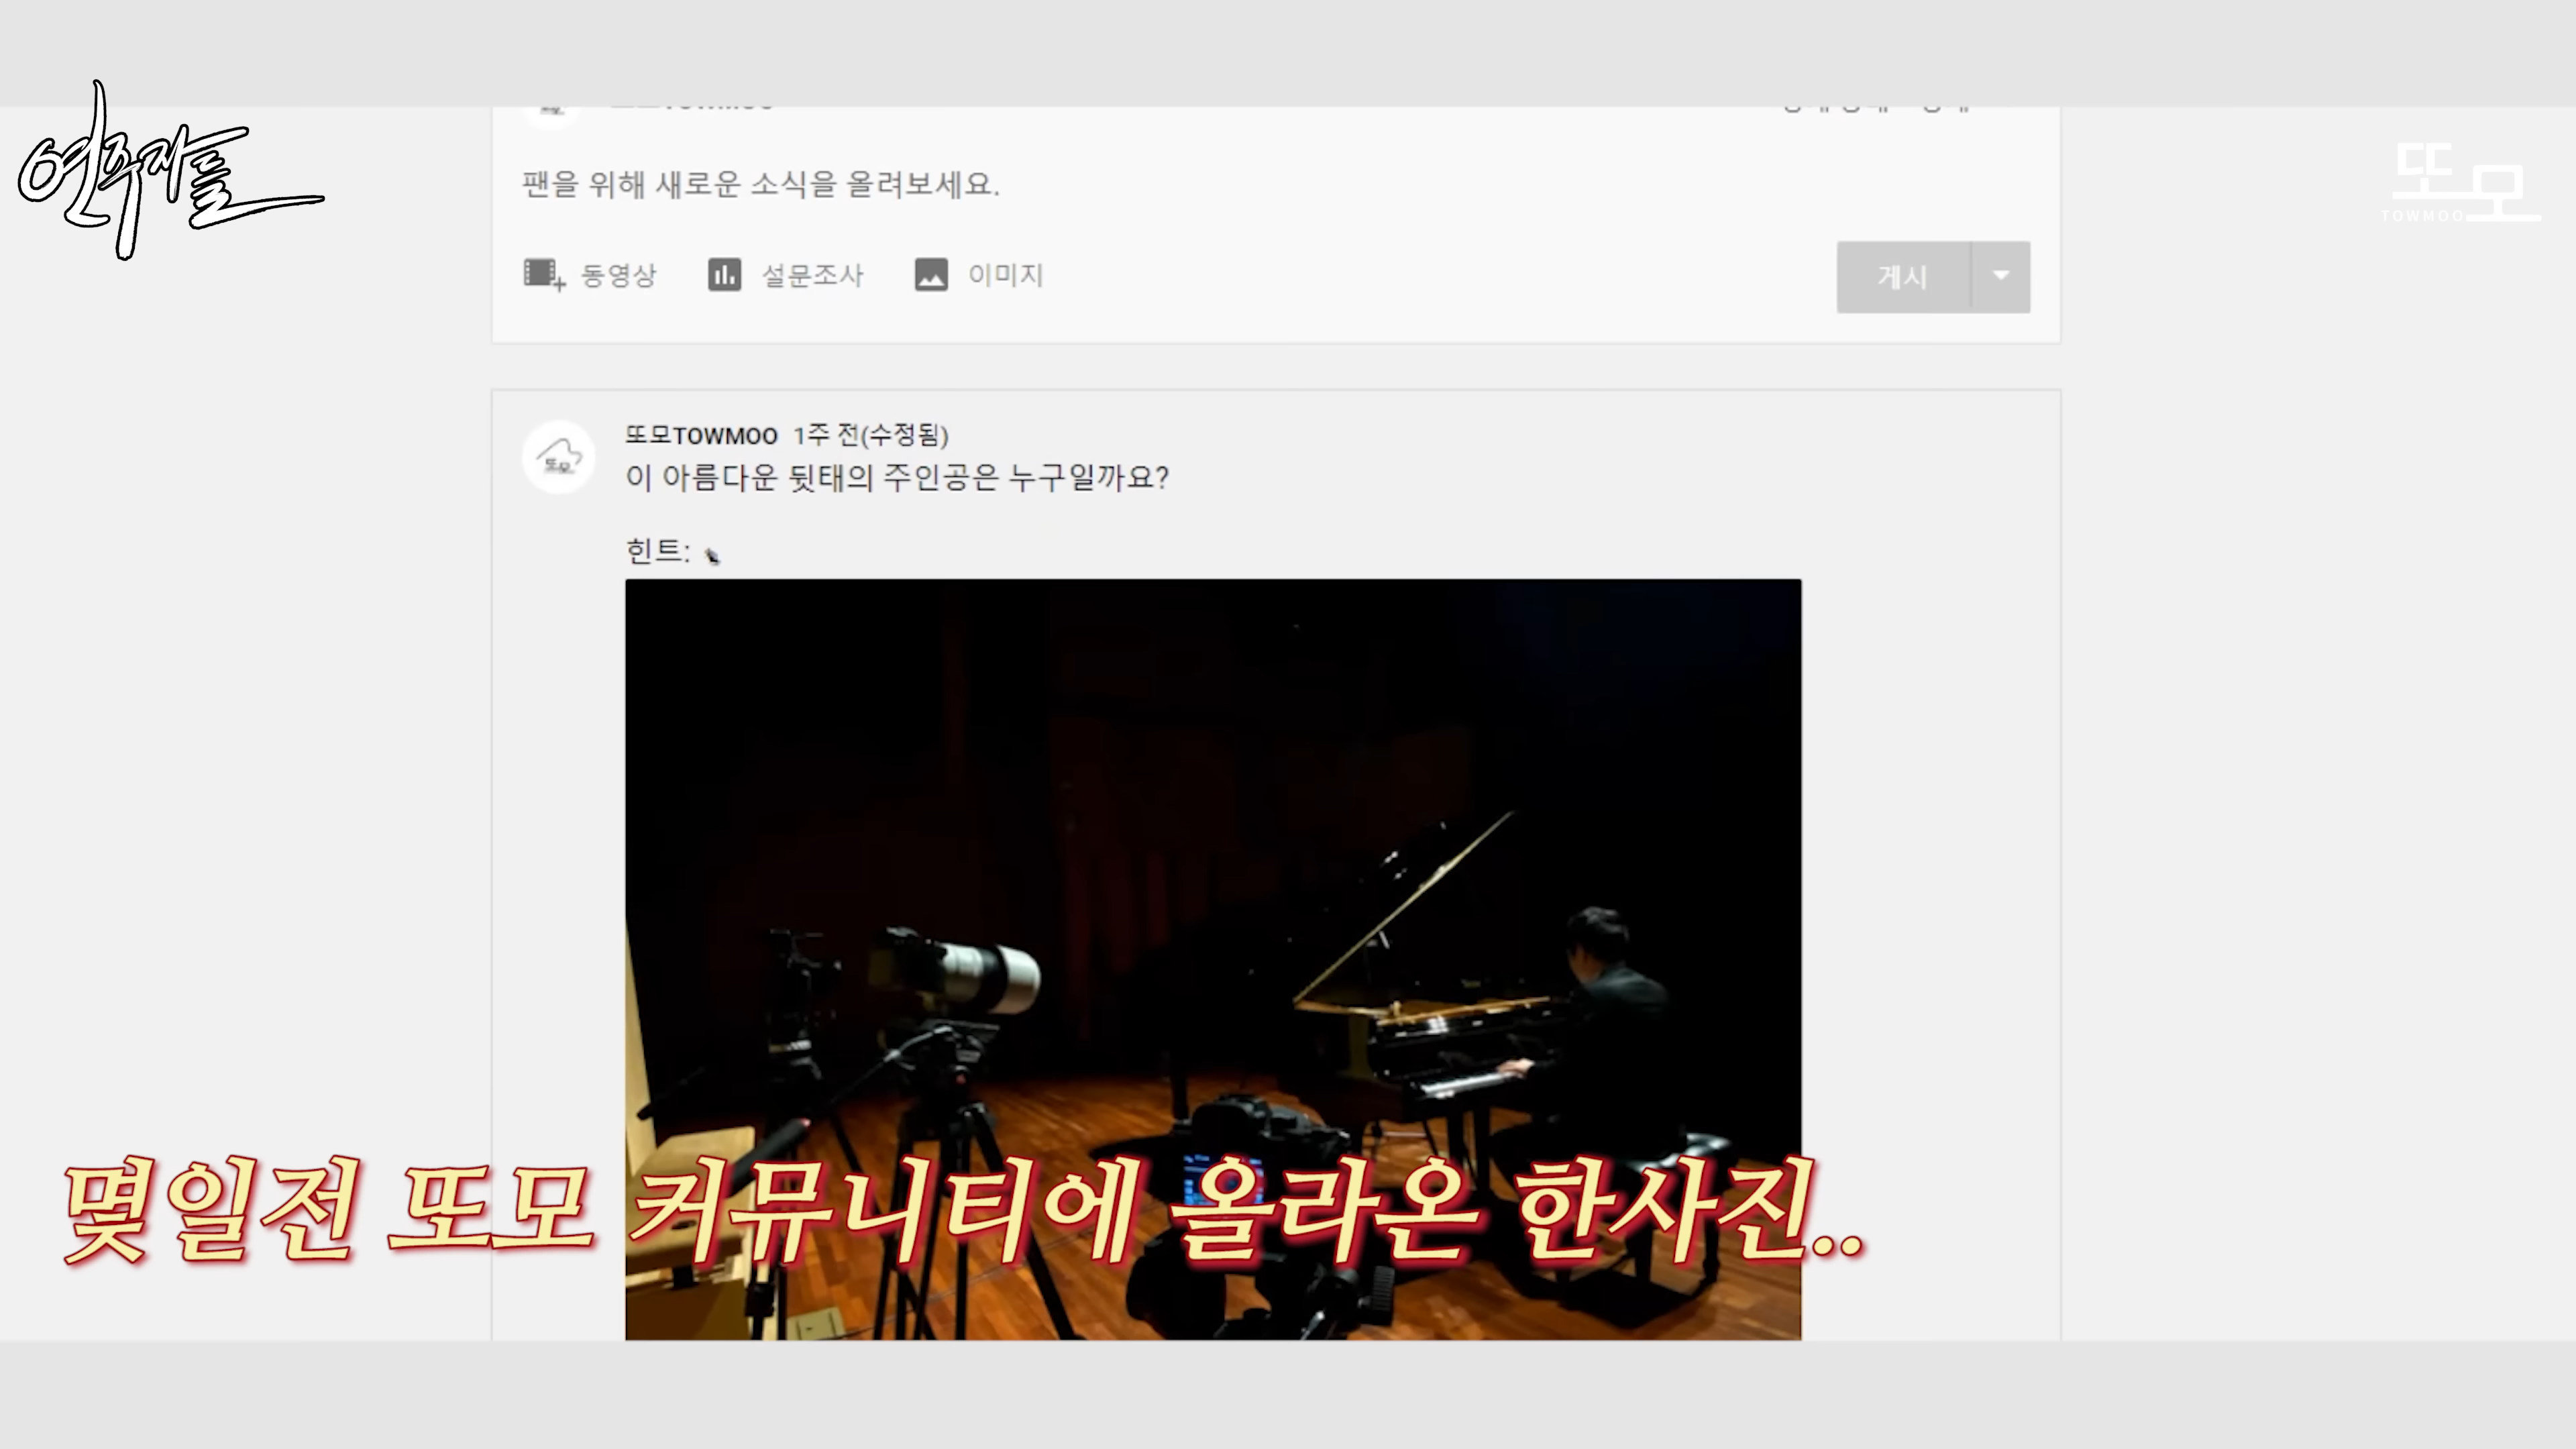 연주자들
또모
TOWMOO
팬을 위해 새로운 소식을 올려보세요.
동영상 설문조사 이미지
게시
또모
또모TOWMOO 1주 전(수정됨)
이 아름다운 뒷태의 주인공은 누구일까요?
힌트:
몇일전 또모 커뮤니티에 올라온 한사진..